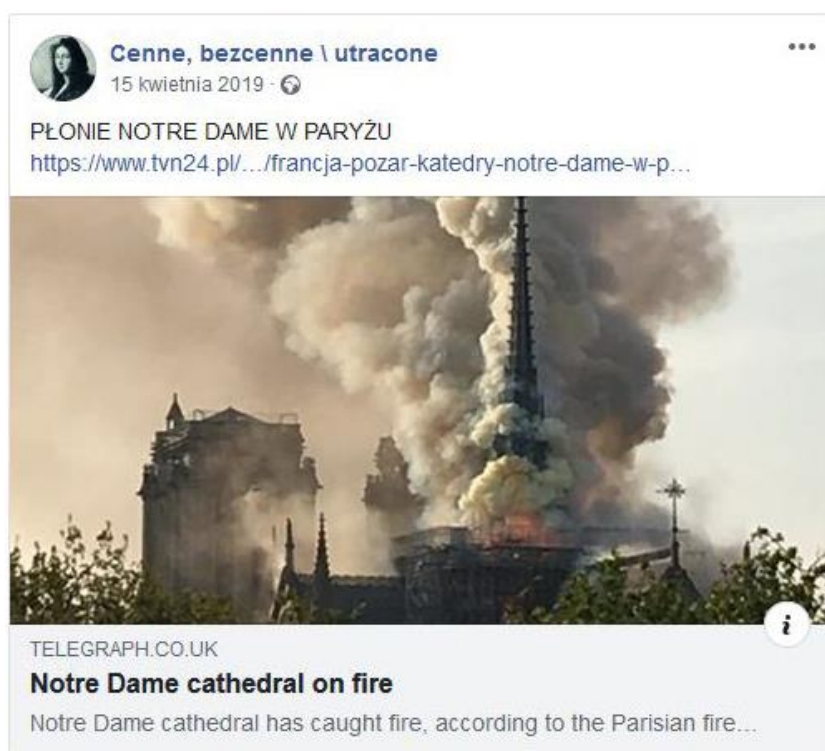 Cenne, bezcenne \ utracone
15 kwietnia 2019 ·
PŁONIE NOTRE DAME W PARYŻU
https://www.tvn24.pl/.../francja-pozar-katedry-notre-dame-w-p...
i
TELEGRAPH.CO.UK
Notre Dame cathedral on fire
Notre Dame cathedral has caught fire, according to the Parisian fire...